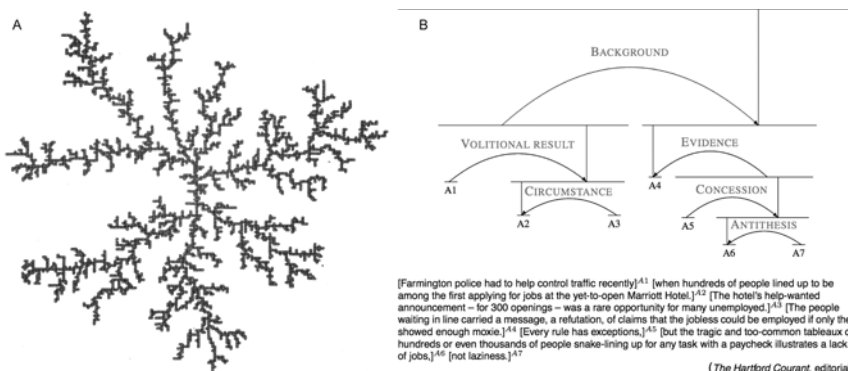 A
B
BACKGROUND
VOLITIONAL RESULT
EVIDENCE
A1
CIRCUMSTANCE
A4
CONCESSION
A2
A3
A5
ANTITHESIS
A6
A7
[Farmington police had to help control traffic recently]A1 [when hundreds of people lined up to be
among the first applying for jobs at the yet-to-open Marriott Hotel.]A2 [The hotel's help-wanted
announcement – for 300 openings – was a rare opportunity for many unemployed.]A3 [The people
waiting in line carried a message, a refutation, of claims that the jobless could be employed if only the
showed enough moxie.]A4 [Every rule has exceptions,]A5 [but the tragic and too-common tableaux o
hundreds or even thousands of people snake-lining up for any task with a paycheck illustrates a lack
of jobs,]A6 [not laziness.]A7
(The Hartford Courant, editoria